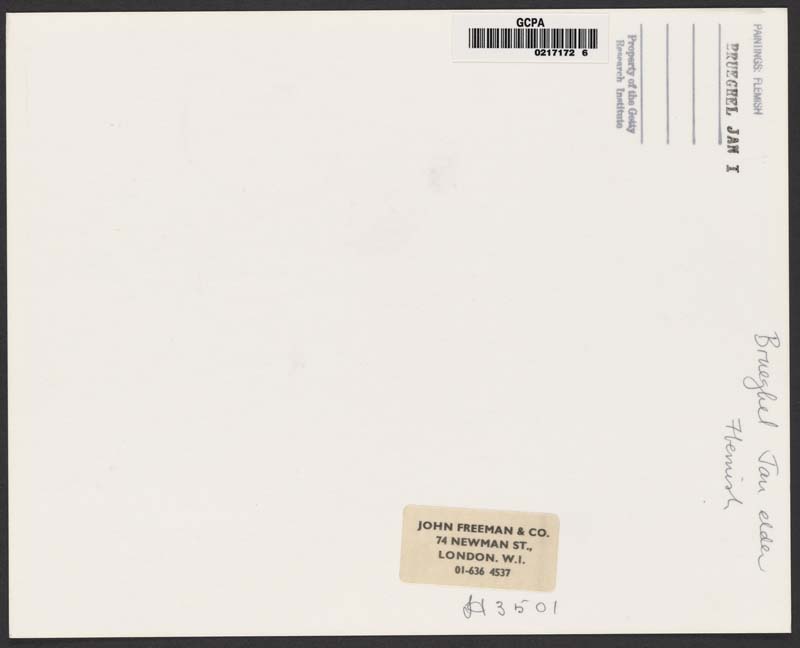 GCPA
0217172 6
PAINTINGS: FLEMISH
BRUEGHEL JAN I
Property of the Getty
Research Institute
Brueghel Jan elder
Flemish
JOHN FREEMAN & CO.
74 NEWMAN ST.,
LONDON. W.I.
01-636 4537
3501